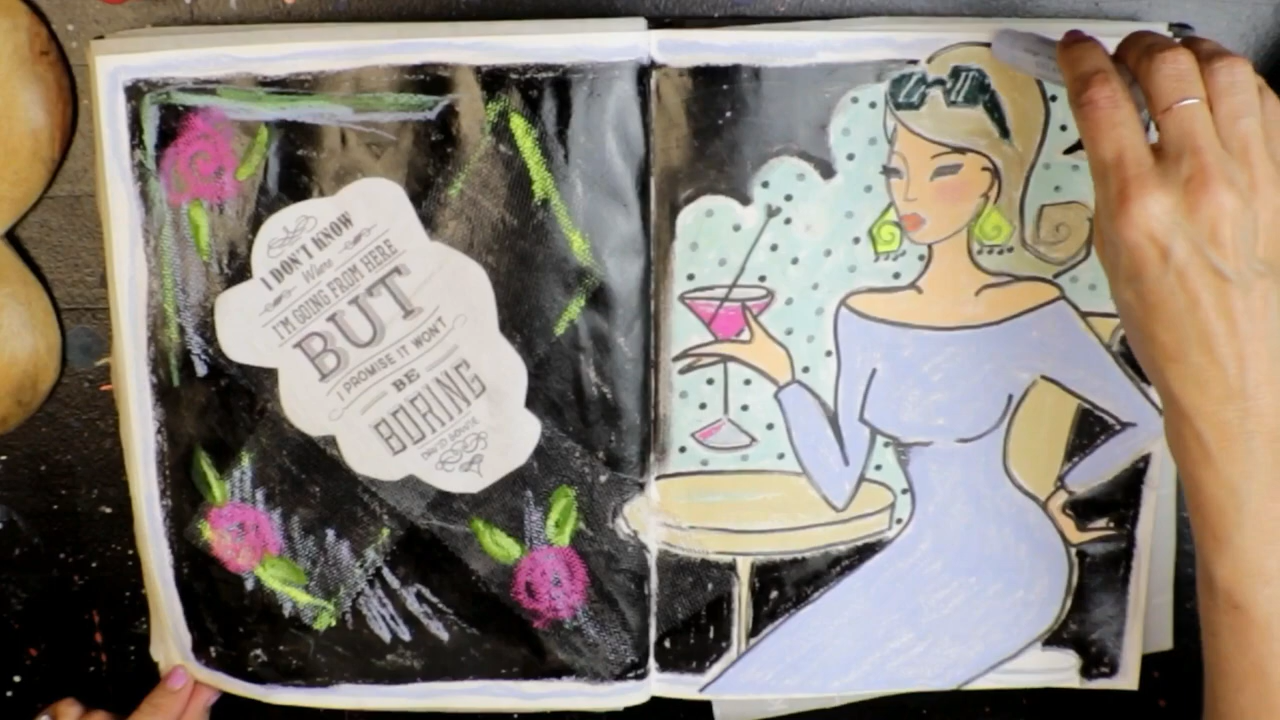 I DON'T KNOW
Where
I'M GOING FROM HERE
BUT
I PROMISE IT WON'T
BE
BORING
DAVID BOWIE